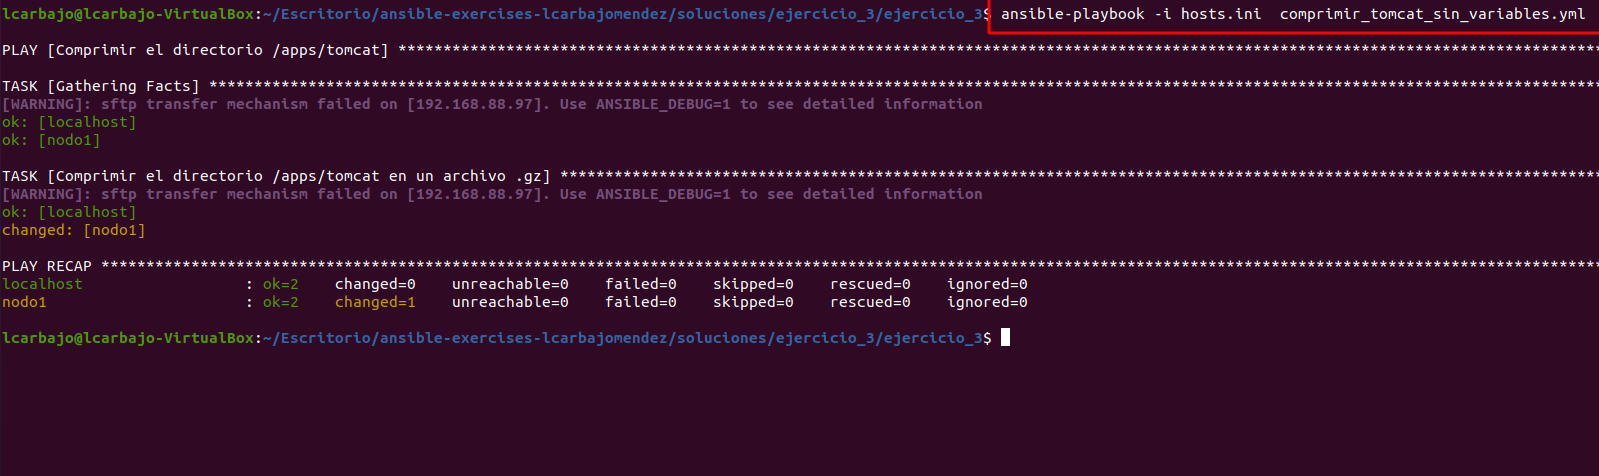 lcarbajo@lcarbajo-VirtualBox:~/Escritorio/ansible-exercises-lcarbajomendez/soluciones/ejercicio_3/ejercicio_3$ ansible-playbook -i hosts.ini  comprimir_tomcat_sin_variables.yml
PLAY [Comprimir el directorio /apps/tomcat] **************************************************************************************************************************************
TASK [Gathering Facts] *******************************************************************************************************************************************************
[WARNING]: sftp transfer mechanism failed on [192.168.88.97]. Use ANSIBLE_DEBUG=1 to see detailed information
ok: [localhost]
ok: [nodo1]
TASK [Comprimir el directorio /apps/tomcat en un archivo .gz] ********************************************************************************************************************
[WARNING]: sftp transfer mechanism failed on [192.168.88.97]. Use ANSIBLE_DEBUG=1 to see detailed information
ok: [localhost]
changed: [nodo1]
PLAY RECAP *******************************************************************************************************************************************************************
localhost                  : ok=2    changed=0    unreachable=0    failed=0    skipped=0    rescued=0    ignored=0
nodo1                      : ok=2    changed=1    unreachable=0    failed=0    skipped=0    rescued=0    ignored=0
lcarbajo@lcarbajo-VirtualBox:~/Escritorio/ansible-exercises-lcarbajomendez/soluciones/ejercicio_3/ejercicio_3$